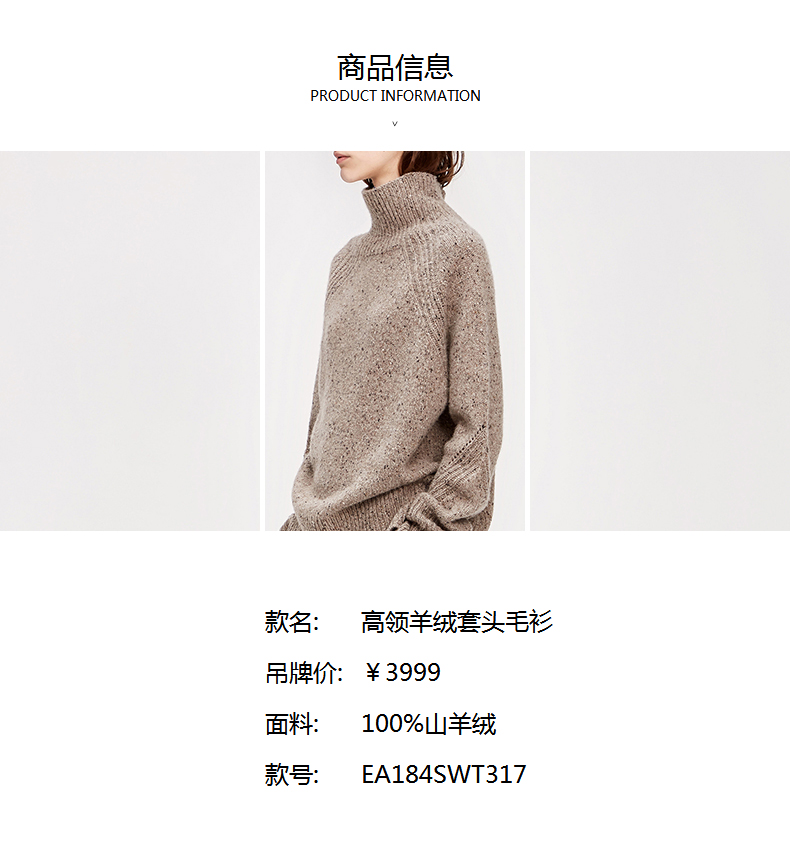 商品信息
PRODUCT INFORMATION
款名: 高领羊绒套头毛衫
吊牌价: ￥3999
面料: 100%山羊绒
款号: EA184SWT317